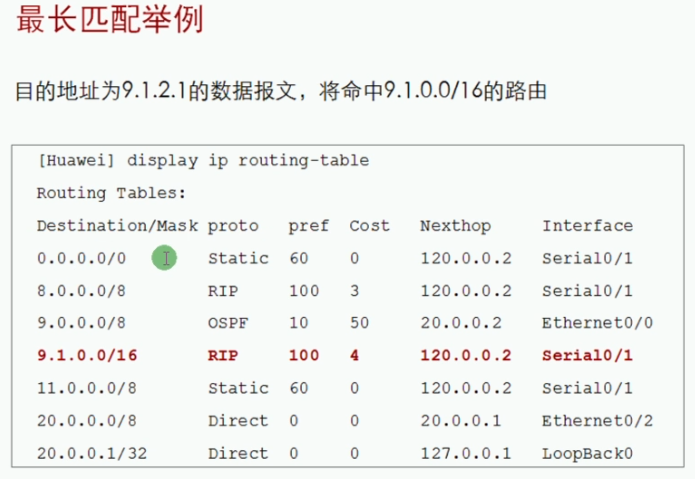 最长匹配举例
目的地址为9.1.2.1的数据报文，将命中9.1.0.0/16的路由
[Huawei] display ip routing-table
Routing Tables:
Destination/Mask proto pref Cost Nexthop Interface
0.0.0.0/0 Static 60 0 120.0.0.2 Serial0/1
8.0.0.0/8 RIP 100 3 120.0.0.2 Serial0/1
9.0.0.0/8 OSPF 10 50 20.0.0.2 Ethernet0/0
9.1.0.0/16 RIP 100 4 120.0.0.2 Serial0/1
11.0.0.0/8 Static 60 0 120.0.0.2 Serial0/1
20.0.0.0/8 Direct 0 0 20.0.0.1 Ethernet0/2
20.0.0.1/32 Direct 0 0 127.0.0.1 LoopBack0